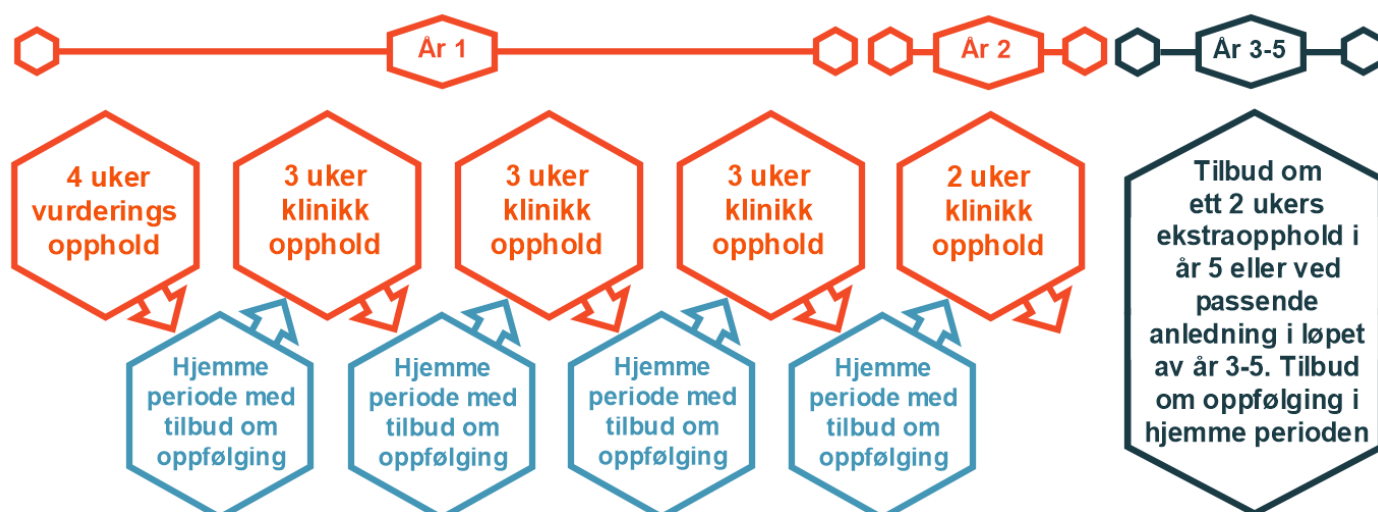 År 1
År 2
År 3-5
4 uker
vurderings
opphold
3 uker
klinikk
opphold
3 uker
klinikk
opphold
3 uker
klinikk
opphold
2 uker
klinikk
opphold
Tilbud om
ett 2 ukers
ekstraopphold i
år 5 eller ved
passende
anledning i løpet
av år 3-5. Tilbud
om oppfølging i
hjemme perioden
Hjemme
periode med
tilbud om
oppfølging
Hjemme
periode med
tilbud om
oppfølging
Hjemme
periode med
tilbud om
oppfølging
Hjemme
periode med
tilbud om
oppfølging